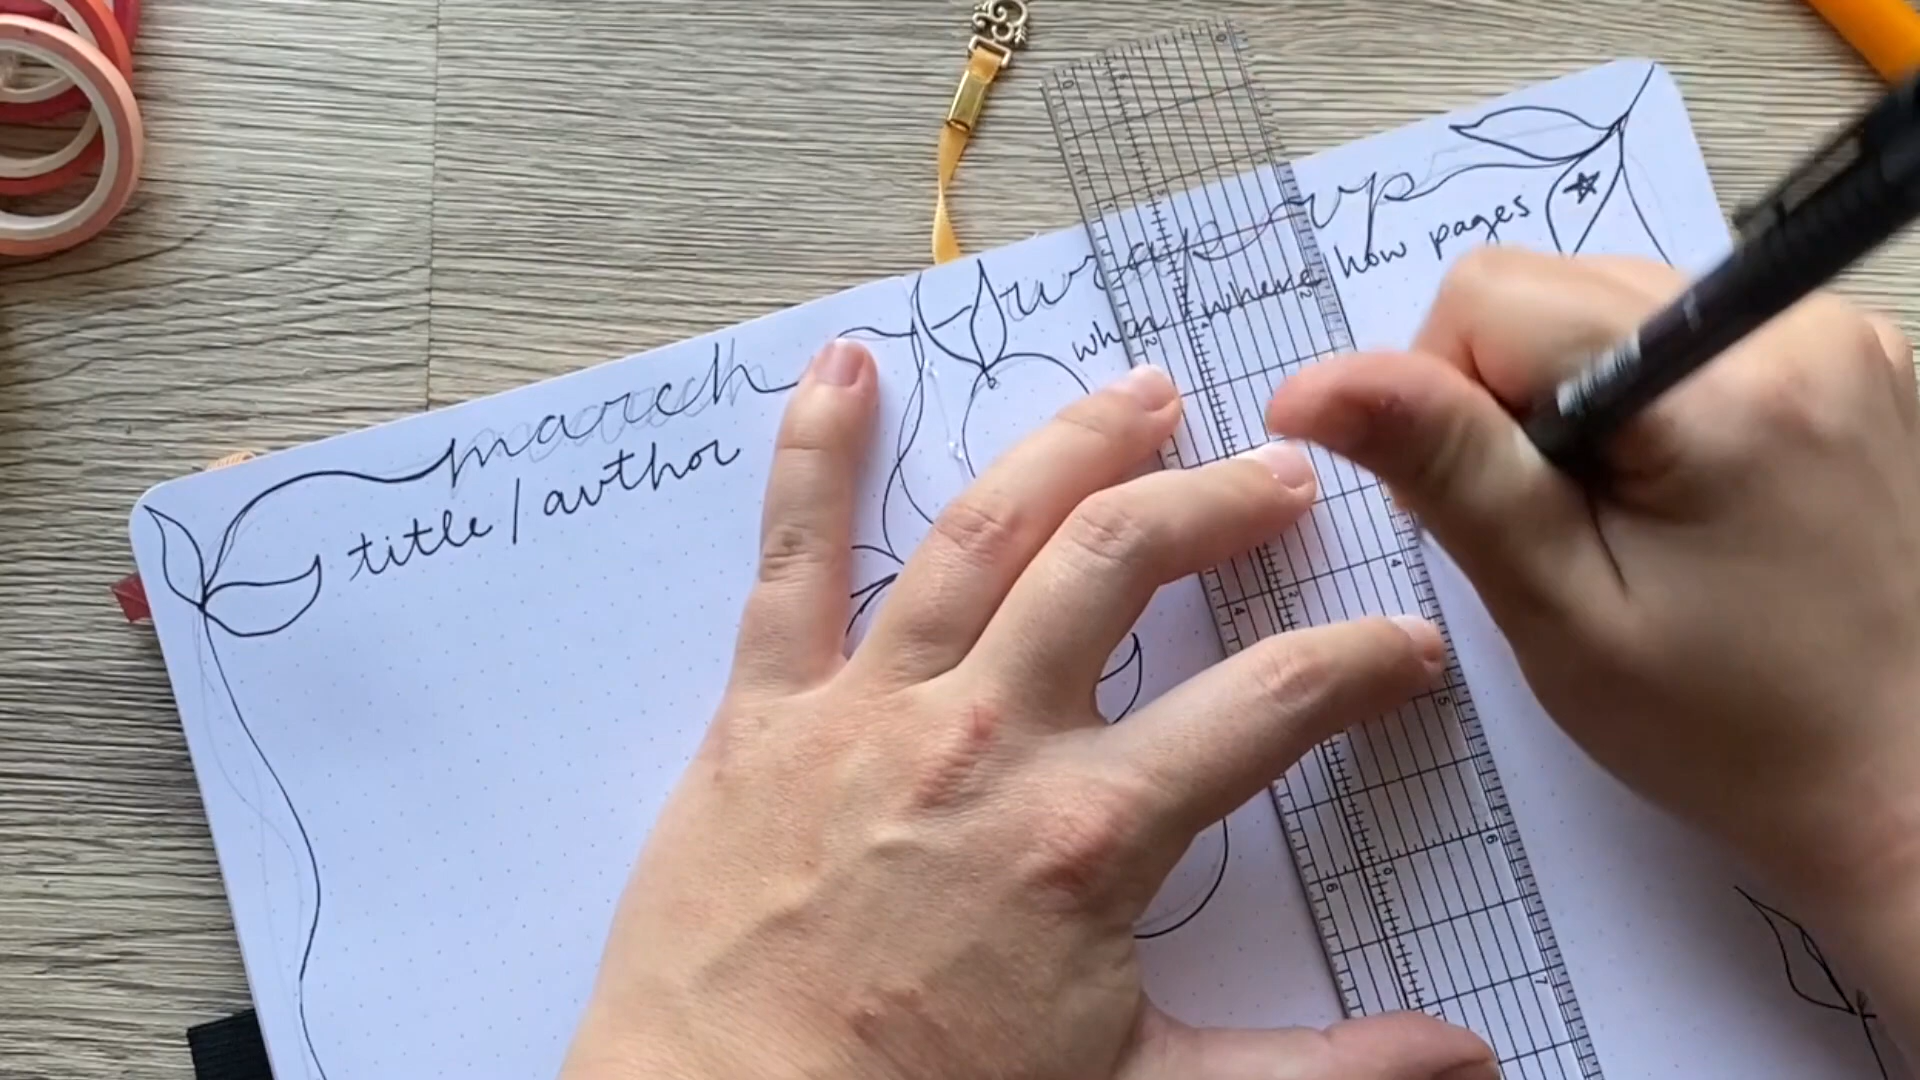 march wrap up
title/author when where how pages ☆